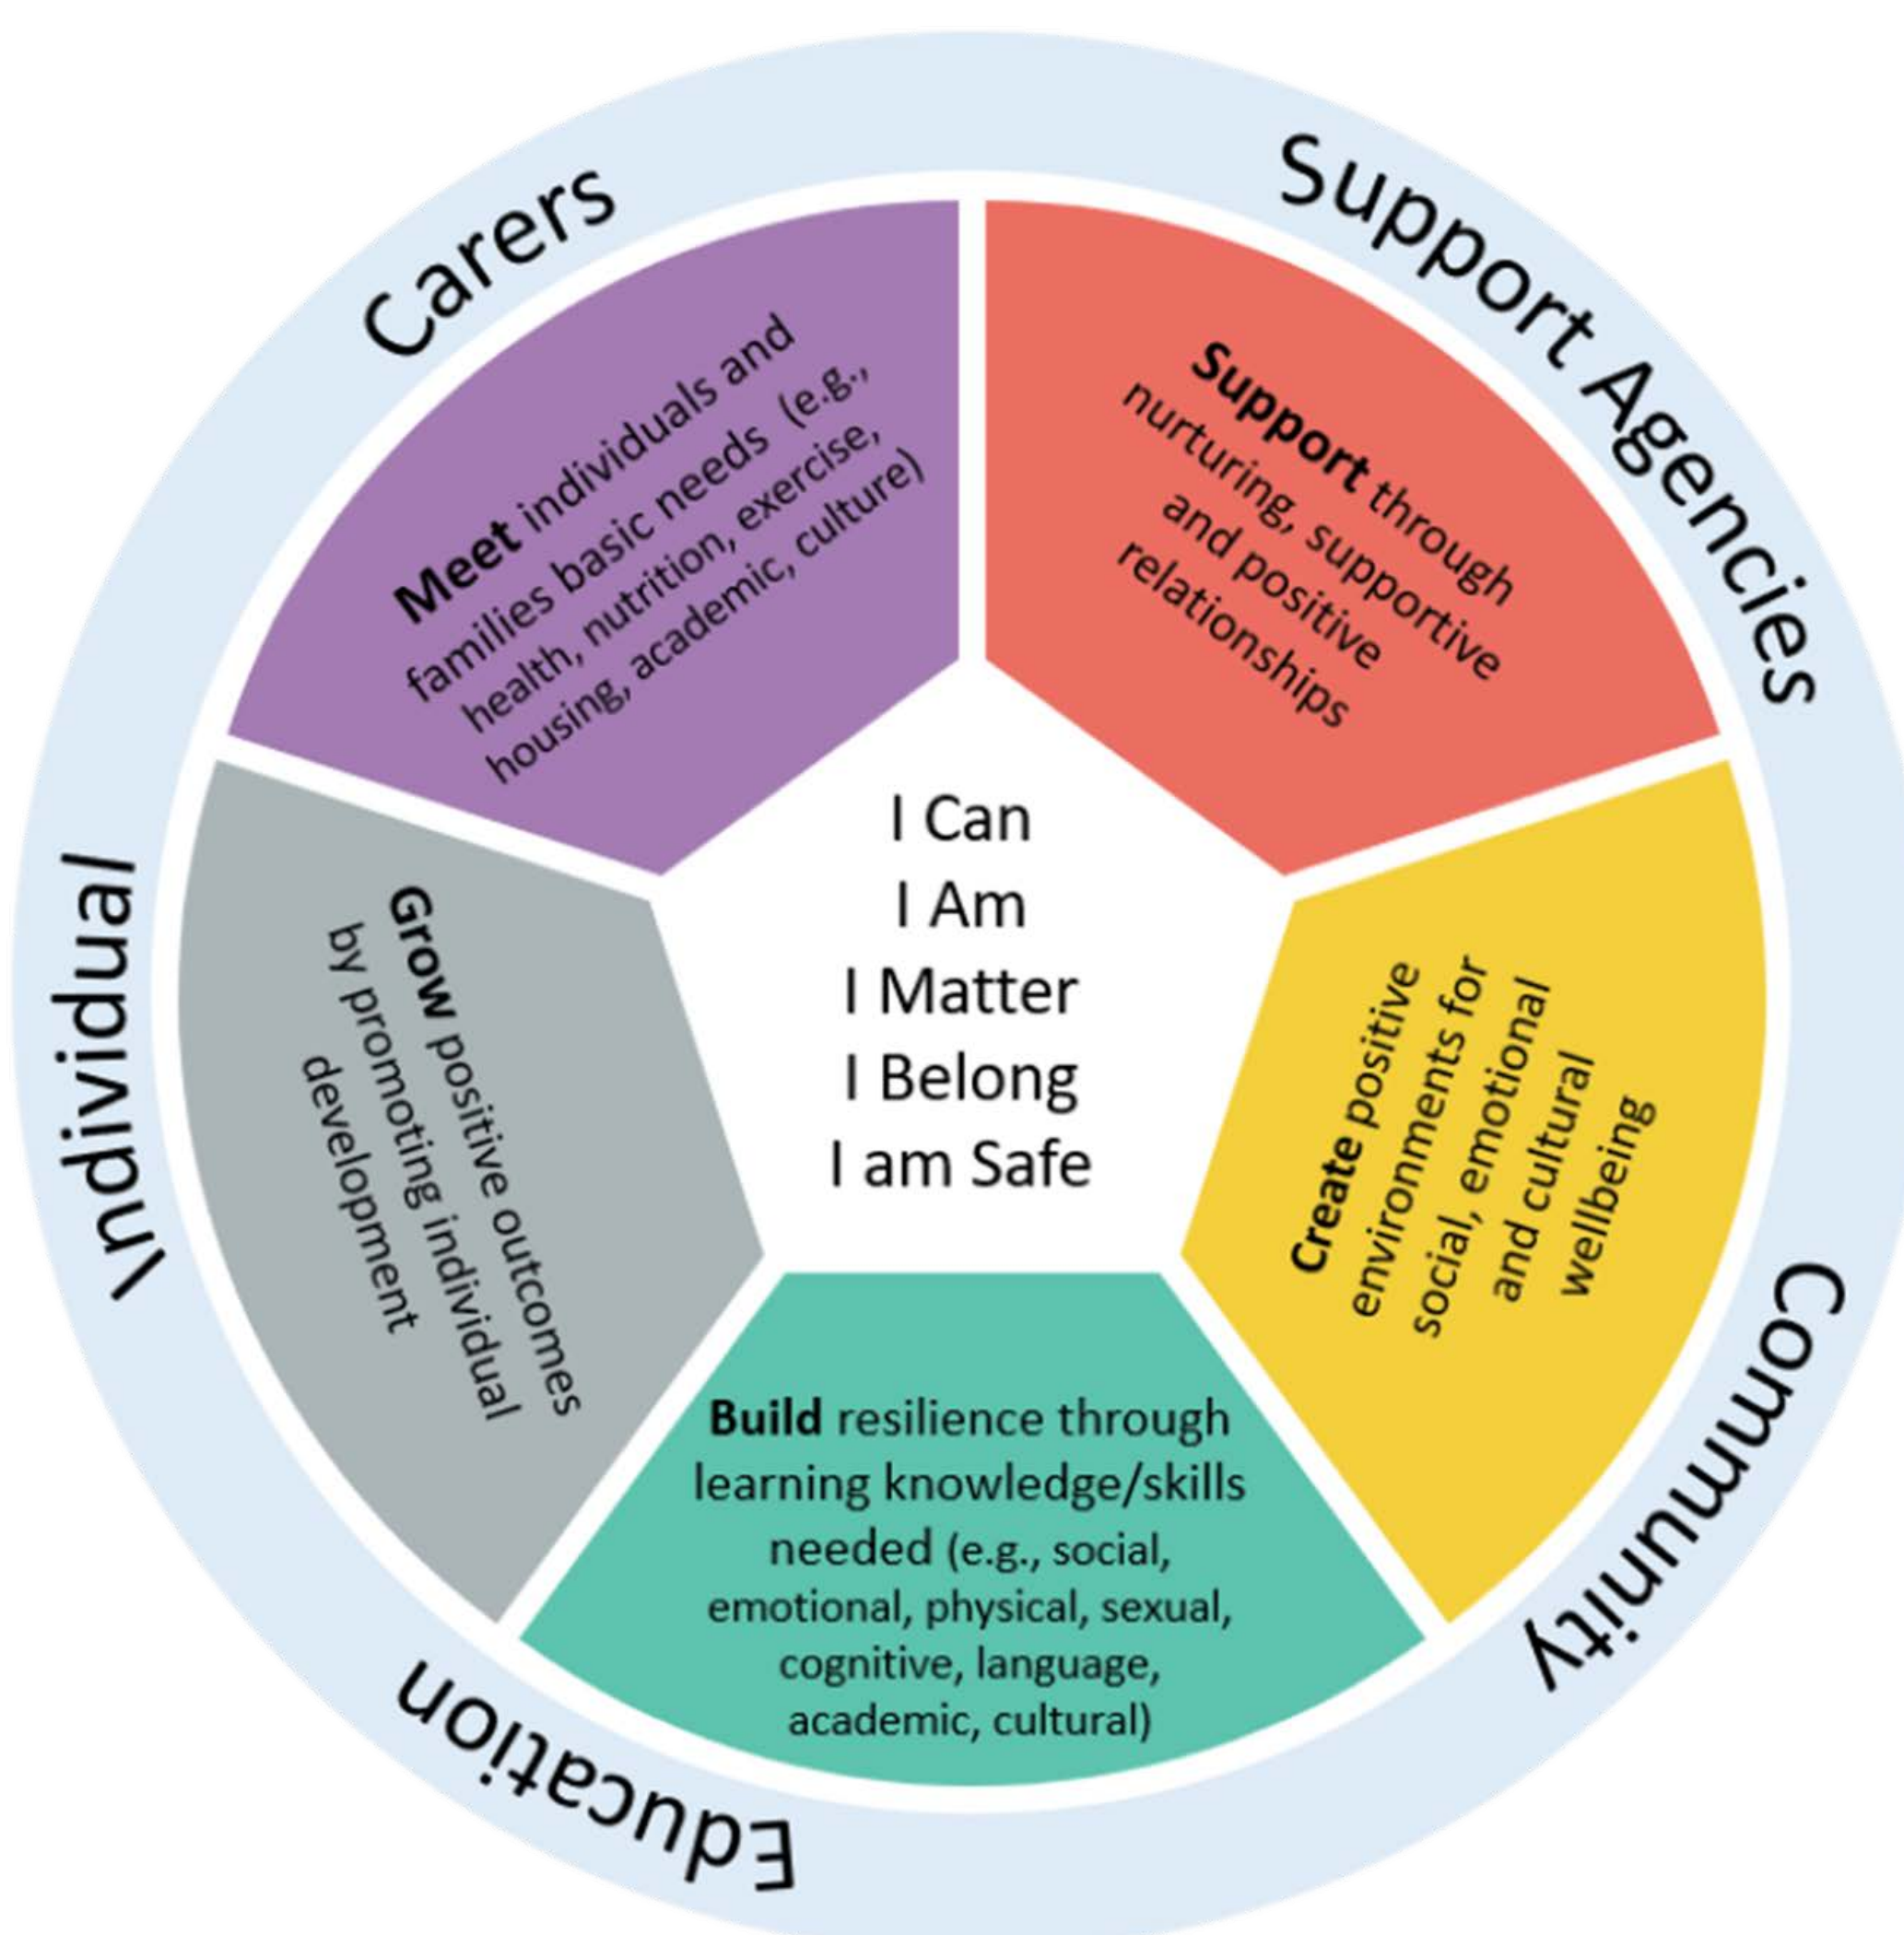 Carers
Support Agencies
Community
Education
Individual
Meet individuals and
families basic needs (e.g.,
health, nutrition, exercise,
housing, academic, culture)
Support through
nurturing, supportive
and positive
relationships
Create positive
environments for
social, emotional
and cultural
wellbeing
Build resilience through
learning knowledge/skills
needed (e.g., social,
emotional, physical, sexual,
cognitive, language,
academic, cultural)
Grow positive outcomes
by promoting individual
development
I Can
I Am
I Matter
I Belong
I am Safe